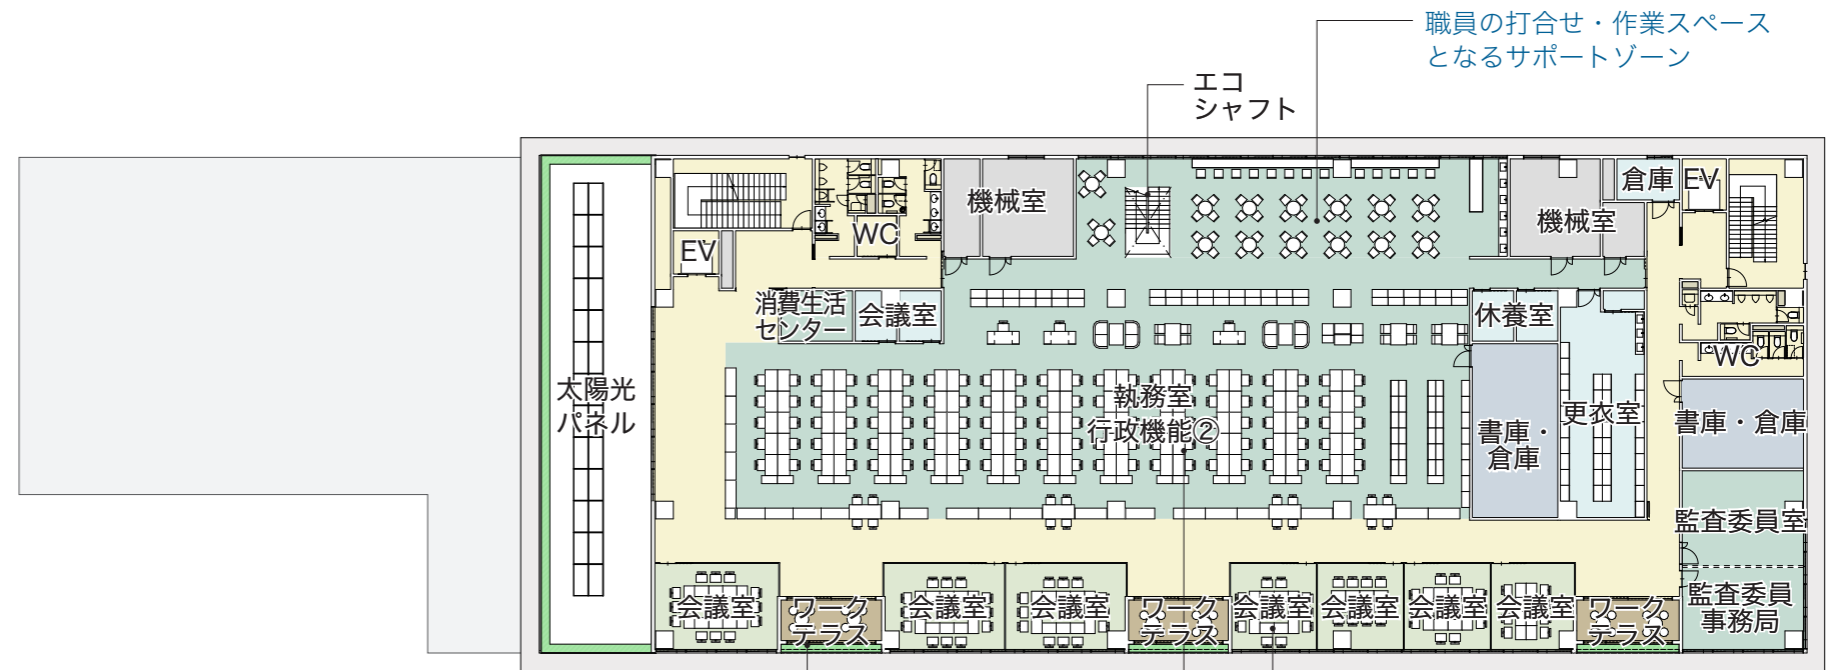 職員の打合せ・作業スペース
となるサポートゾーン
エコ
シャフト
機械室
倉庫
EV
機械室
WC
EV
消費生活
センター
会議室
休養室
WC
太陽光
パネル
執務室
行政機能②
書庫・
倉庫
更衣室
書庫・倉庫
監査委員室
監査委員
事務局
会議室
ワーク
テラス
会議室
会議室
ワーク
テラス
会議室
会議室
会議室
会議室
ワーク
テラス